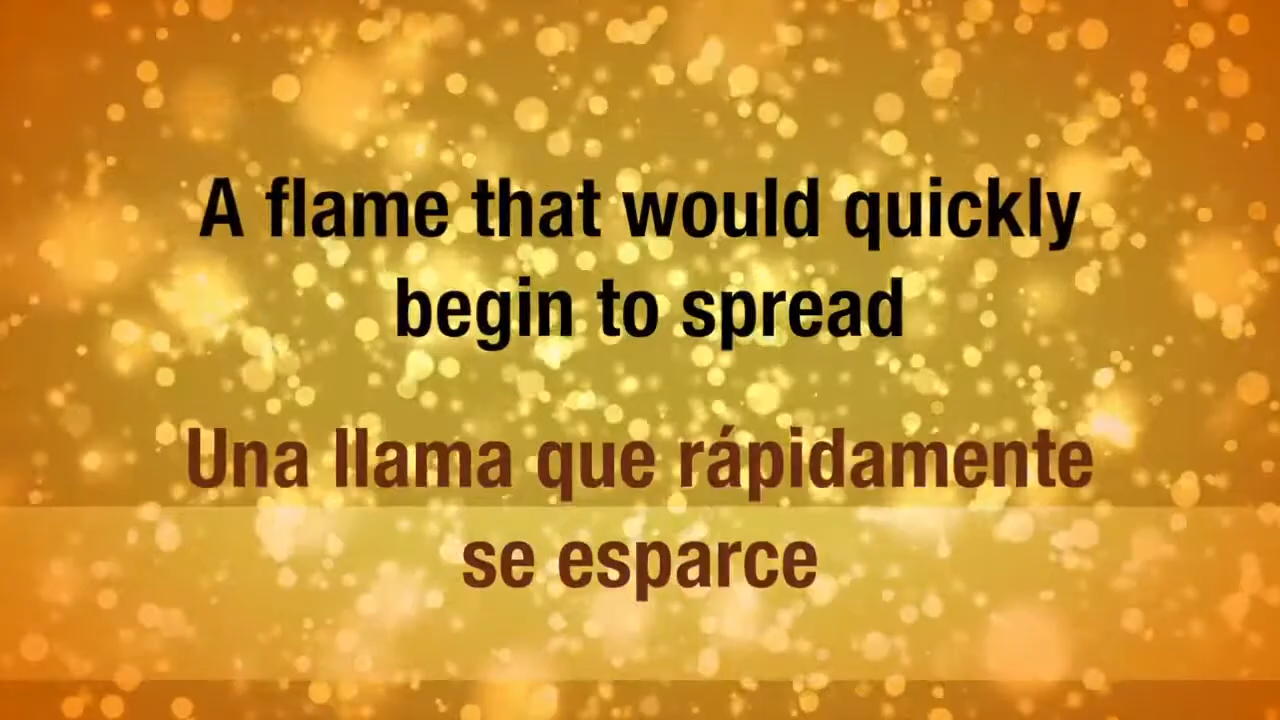 A flame that would quickly
begin to spread
Una llama que rápidamente
se esparce